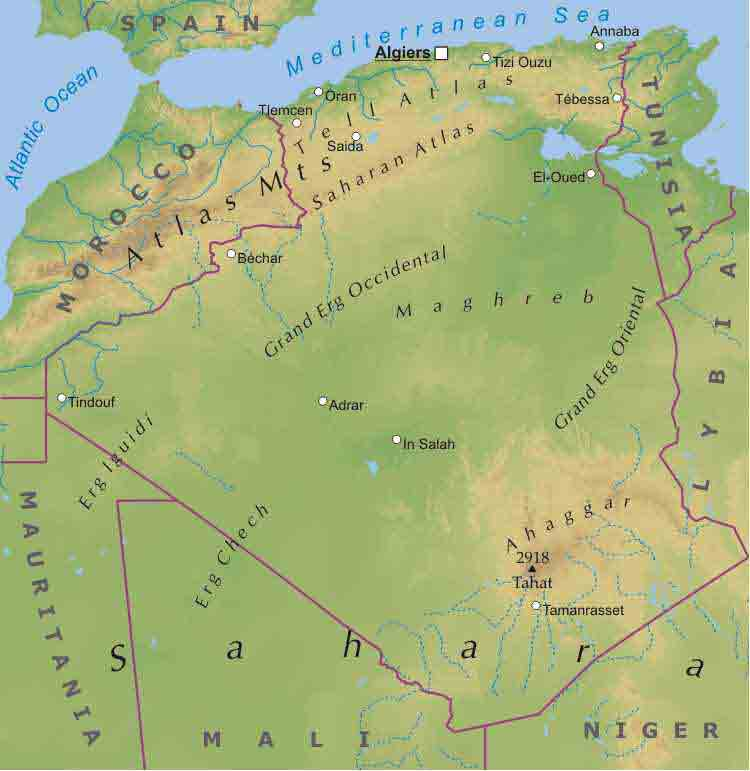 SPAIN
Mediterranean Sea
Annaba
Algiers
Tizi Ouzu
Atlantic Ocean
Oran
Tébessa
Tlemcen
Tell Atlas
TUNISIA
Saida
Saharan Atlas
MOROCCO
Atlas Mts
El-Oued
Béchar
Grand Erg Occidental
Maghreb
LYBIA
Grand Erg Oriental
Tindouf
Adrar
In Salah
Erg Iguidi
Erg Chech
Ahaggar
2918
Tahat
Tamanrasset
MAURITANIA
Sahara
MALI
NIGER